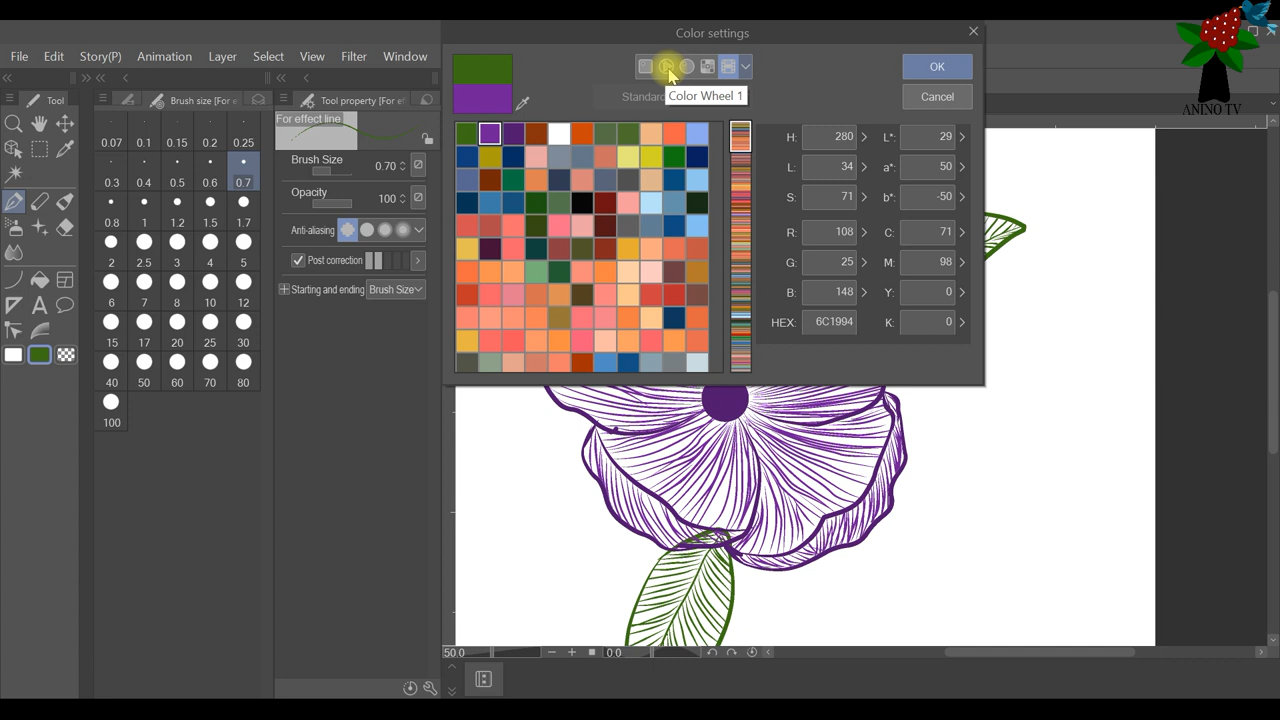 Color settings
File Edit Story(P) Animation Layer Select View Filter Window
OK
Color Wheel 1
Standard
Cancel
Tool
Brush size [For e
Tool property [For ef
ANINO TV
For effect line
0.07 0.1 0.15 0.2 0.25
0.3 0.4 0.5 0.6 0.7
0.8 1 1.2 1.5 1.7
2 2.5 3 4 5
6 7 8 10 12
15 17 20 25 30
40 50 60 70 80
100
Brush Size 0.70
Opacity 100
Anti-aliasing
Post correction
Starting and ending Brush Size
H: 280 L*: 29
L: 34 a*: 50
S: 71 b*: -50
R: 108 C: 71
G: 25 M: 98
B: 148 Y: 0
HEX: 6C1994 K: 0
50.0
0.0